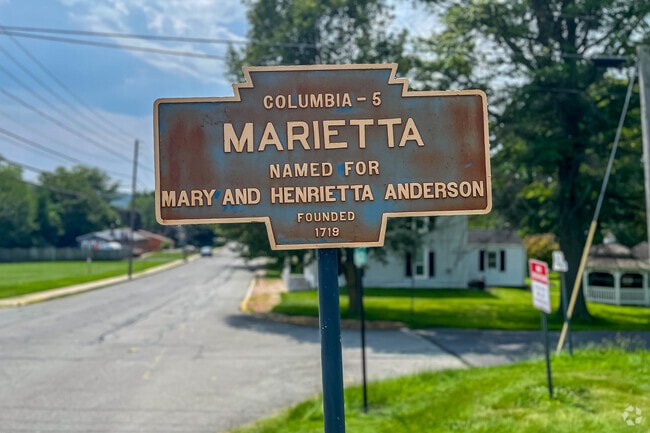 COLUMBIA - 5
MARIETTA
NAMED FOR
MARY AND HENRIETTA ANDERSON
FOUNDED
1719